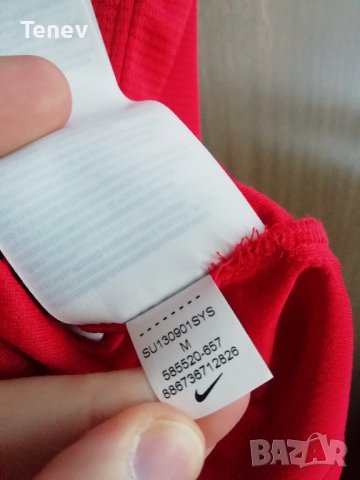 Tenev
SU130901SYS
M
585520-657
886736712826
BAZAR